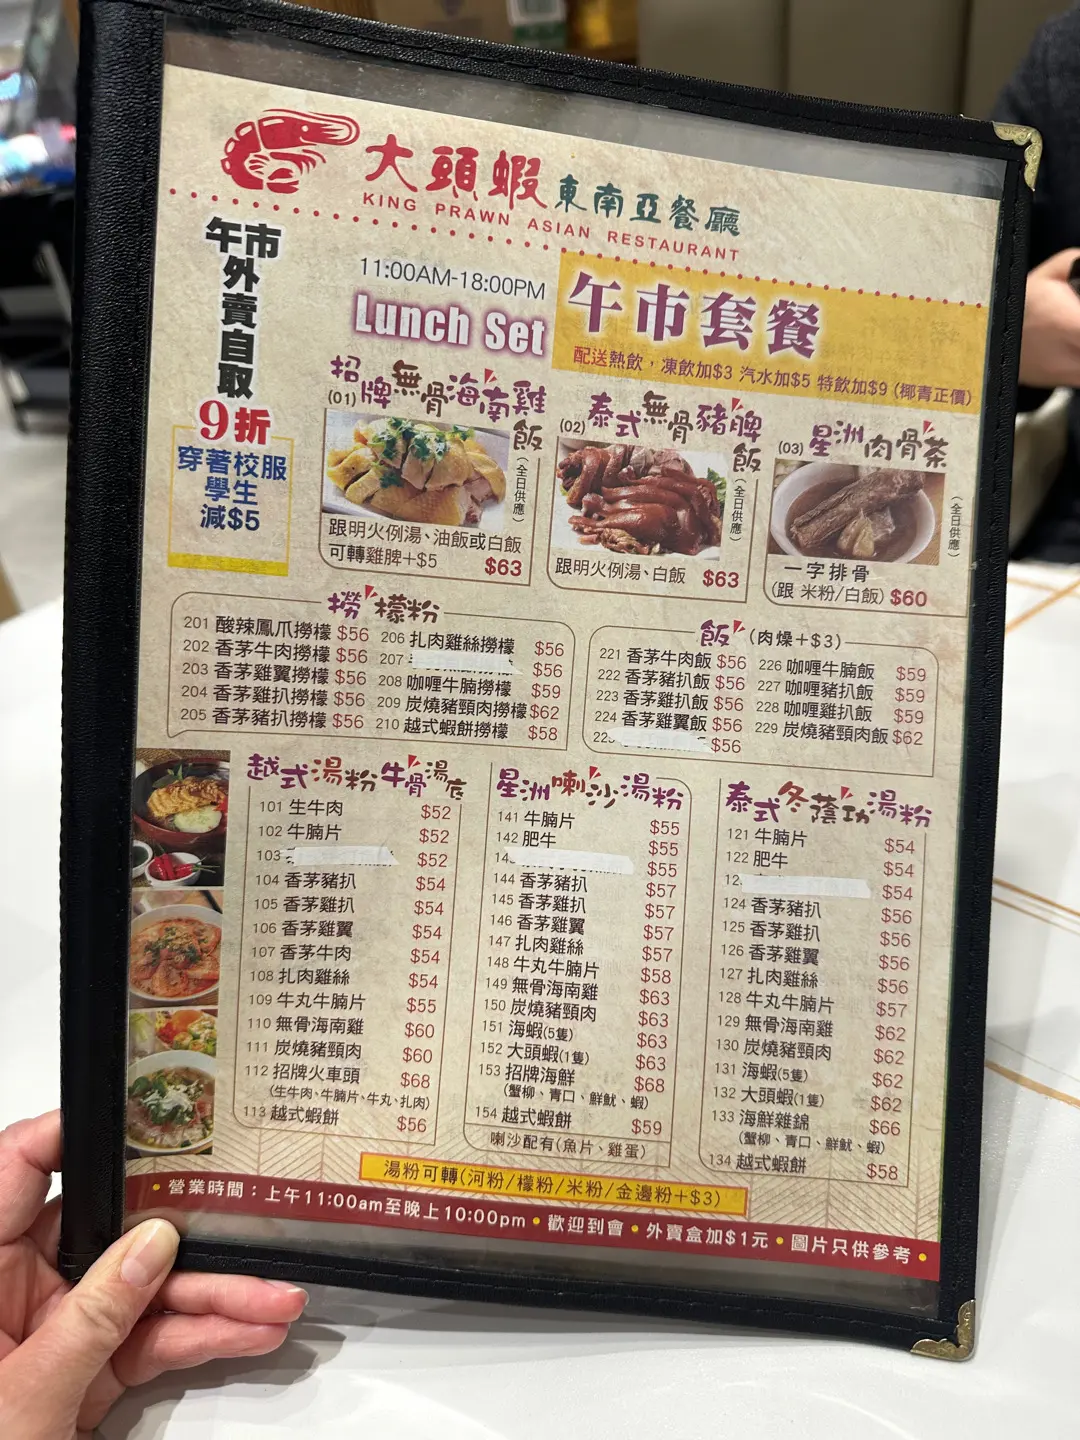 大頭蝦東南亞餐廳
KING PRAWN ASIAN RESTAURANT
午市
外賣自取
9折
穿著校服
學生
減$5
11:00AM-18:00PM
Lunch Set
午市套餐
配送熱飲，凍飲加$3 汽水加$5 特飲加$9 (椰青正價)
(01) 招牌無骨海南雞飯
(全日供應)
跟明火例湯、油飯或白飯
可轉雞脾+$5 $63
(02) 泰式無骨豬脾飯
(全日供應)
跟明火例湯、白飯 $63
(03) 星洲肉骨茶
(全日供應)
一字排骨
(跟 米粉/白飯) $60
撈檬粉
201 酸辣鳳爪撈檬 $56
202 香茅牛肉撈檬 $56
203 香茅雞翼撈檬 $56
204 香茅雞扒撈檬 $56
205 香茅豬扒撈檬 $56
206 扎肉雞絲撈檬 $56
207 $56
208 咖喱牛腩撈檬 $59
209 炭燒豬頸肉撈檬 $62
210 越式蝦餅撈檬 $58
飯 (肉燥+$3)
221 香茅牛肉飯 $56
222 香茅豬扒飯 $56
223 香茅雞扒飯 $56
224 香茅雞翼飯 $56
$56
226 咖喱牛腩飯 $59
227 咖喱豬扒飯 $59
228 咖喱雞扒飯 $59
229 炭燒豬頸肉飯 $62
越式湯粉牛骨湯底
101 生牛肉 $52
102 牛腩片 $52
103 $52
104 香茅豬扒 $54
105 香茅雞扒 $54
106 香茅雞翼 $54
107 香茅牛肉 $54
108 扎肉雞絲 $54
109 牛丸牛腩片 $55
110 無骨海南雞 $60
111 炭燒豬頸肉 $60
112 招牌火車頭 $68
(生牛肉、牛腩片、牛丸、扎肉)
113 越式蝦餅 $56
星洲喇沙湯粉
141 牛腩片 $55
142 肥牛 $55
$55
144 香茅豬扒 $57
145 香茅雞扒 $57
146 香茅雞翼 $57
147 扎肉雞絲 $57
148 牛丸牛腩片 $58
149 無骨海南雞 $63
150 炭燒豬頸肉 $63
151 海蝦(5隻) $63
152 大頭蝦(1隻) $63
153 招牌海鮮 $68
(蟹柳、青口、鮮魷、蝦)
154 越式蝦餅 $59
喇沙配有(魚片、雞蛋)
泰式冬蔭功湯粉
121 牛腩片 $54
122 肥牛 $54
$54
124 香茅豬扒 $56
125 香茅雞扒 $56
126 香茅雞翼 $56
127 扎肉雞絲 $56
128 牛丸牛腩片 $57
129 無骨海南雞 $62
130 炭燒豬頸肉 $62
131 海蝦(5隻) $62
132 大頭蝦(1隻) $62
133 海鮮雜錦 $66
(蟹柳、青口、鮮魷、蝦)
134 越式蝦餅 $58
湯粉可轉(河粉/檬粉/米粉/金邊粉+$3)
•營業時間：上午11:00am至晚上10:00pm•歡迎到會•外賣盒加$1元•圖片只供參考•